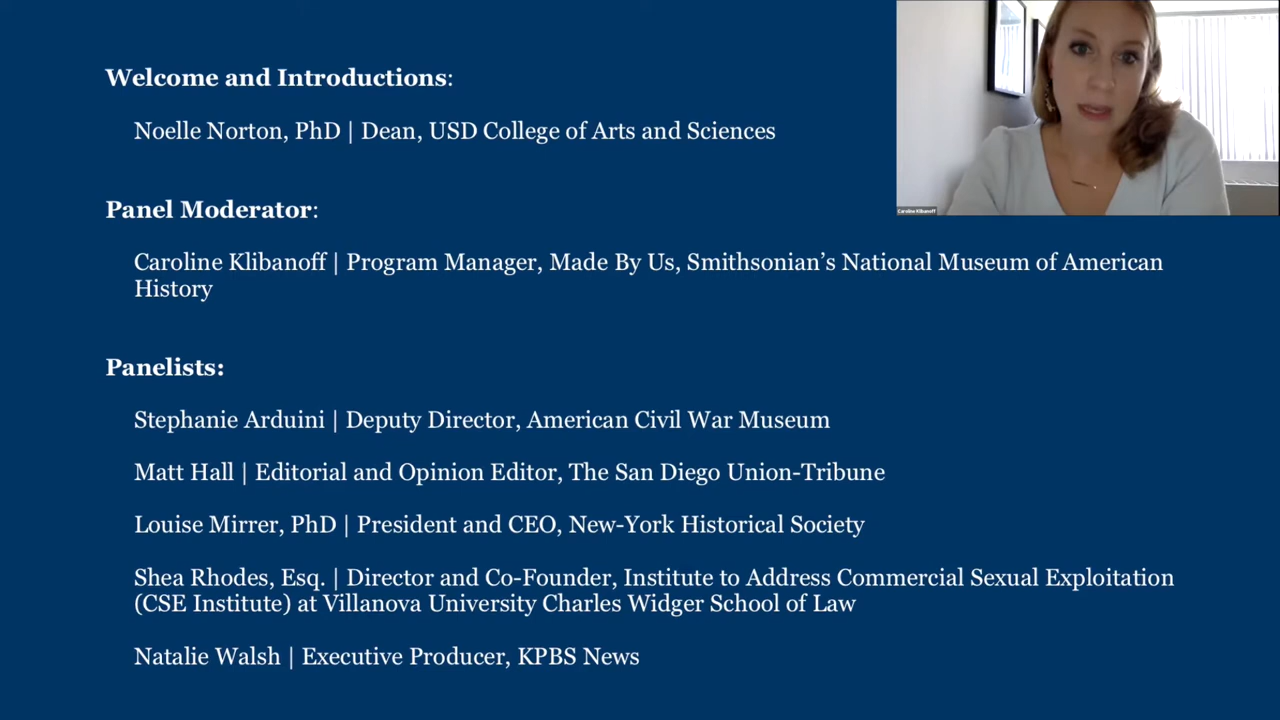 Welcome and Introductions:
Noelle Norton, PhD | Dean, USD College of Arts and Sciences
Panel Moderator:
Caroline Klibanoff
Caroline Klibanoff | Program Manager, Made By Us, Smithsonian’s National Museum of American
History
Panelists:
Stephanie Arduini | Deputy Director, American Civil War Museum
Matt Hall | Editorial and Opinion Editor, The San Diego Union-Tribune
Louise Mirrer, PhD | President and CEO, New-York Historical Society
Shea Rhodes, Esq. | Director and Co-Founder, Institute to Address Commercial Sexual Exploitation
(CSE Institute) at Villanova University Charles Widger School of Law
Natalie Walsh | Executive Producer, KPBS News